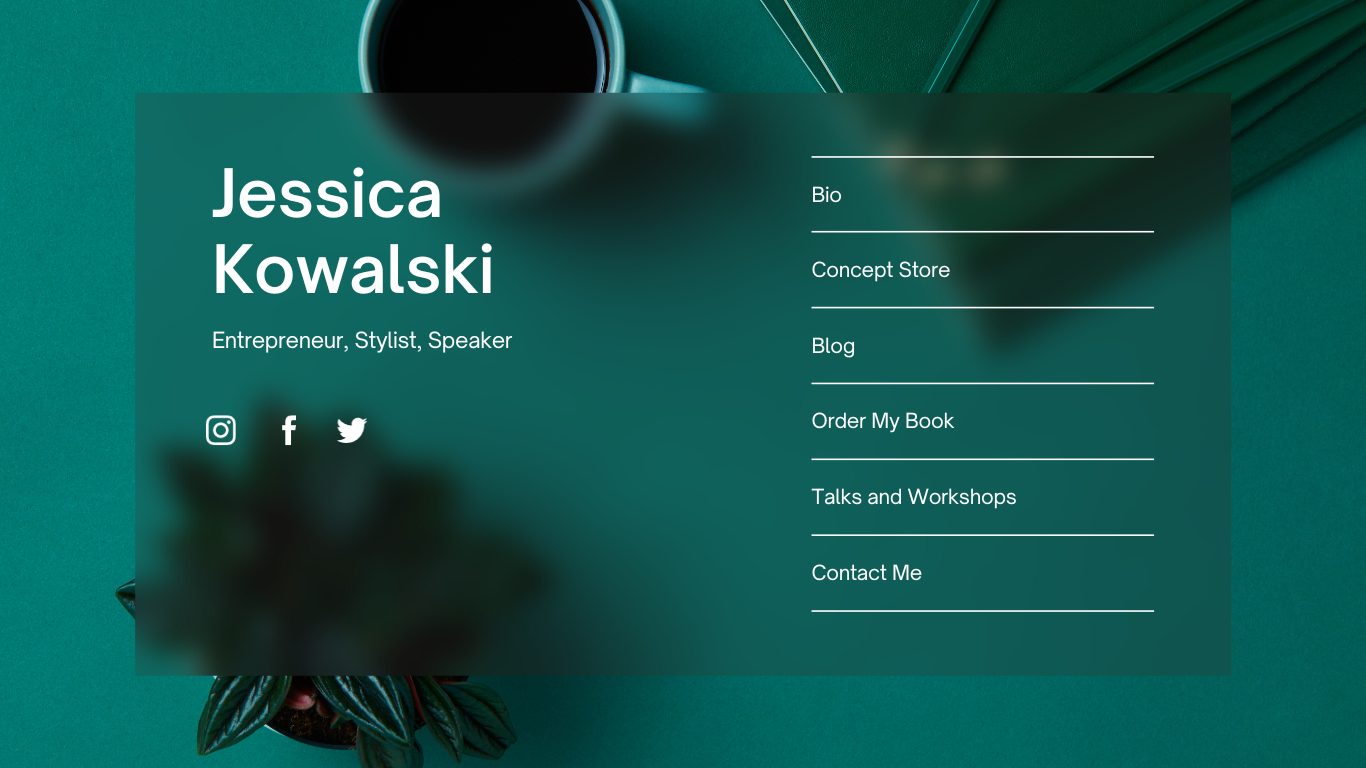 Jessica
Kowalski
Entrepreneur, Stylist, Speaker
Bio
Concept Store
Blog
Order My Book
Talks and Workshops
Contact Me